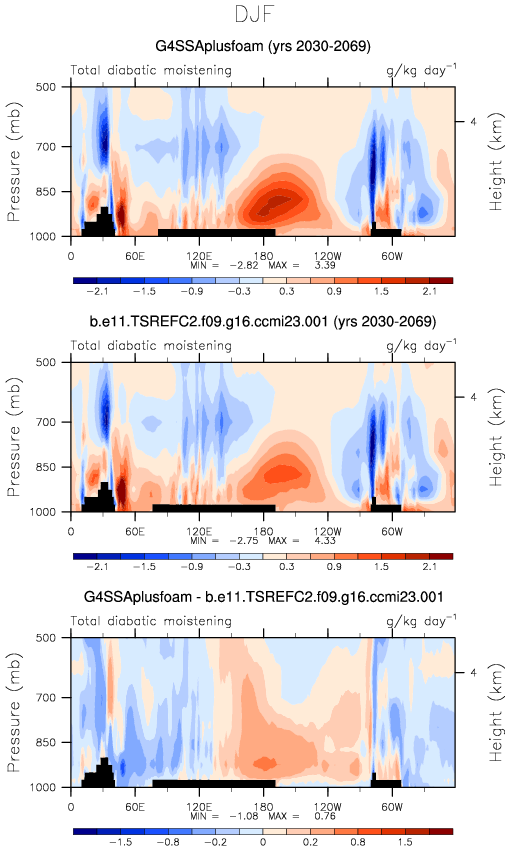 DJF
G4SSAplusfoam (yrs 2030-2069)
Total diabatic moistening g/kg day⁻¹
500
700
850
1000
Pressure (mb)
4
Height (km)
0 60E 120E 180 120W 60W
MIN = -2.82 MAX = 3.39
-2.1 -1.5 -0.9 -0.3 0.3 0.9 1.5 2.1
b.e11.TSREFC2.f09.g16.ccmi23.001 (yrs 2030-2069)
Total diabatic moistening g/kg day⁻¹
500
700
850
1000
Pressure (mb)
4
Height (km)
0 60E 120E 180 120W 60W
MIN = -2.75 MAX = 4.33
-2.1 -1.5 -0.9 -0.3 0.3 0.9 1.5 2.1
G4SSAplusfoam - b.e11.TSREFC2.f09.g16.ccmi23.001
Total diabatic moistening g/kg day⁻¹
500
700
850
1000
Pressure (mb)
4
Height (km)
0 60E 120E 180 120W 60W
MIN = -1.08 MAX = 0.76
-1.5 -0.8 -0.2 0 0.2 0.8 1.5